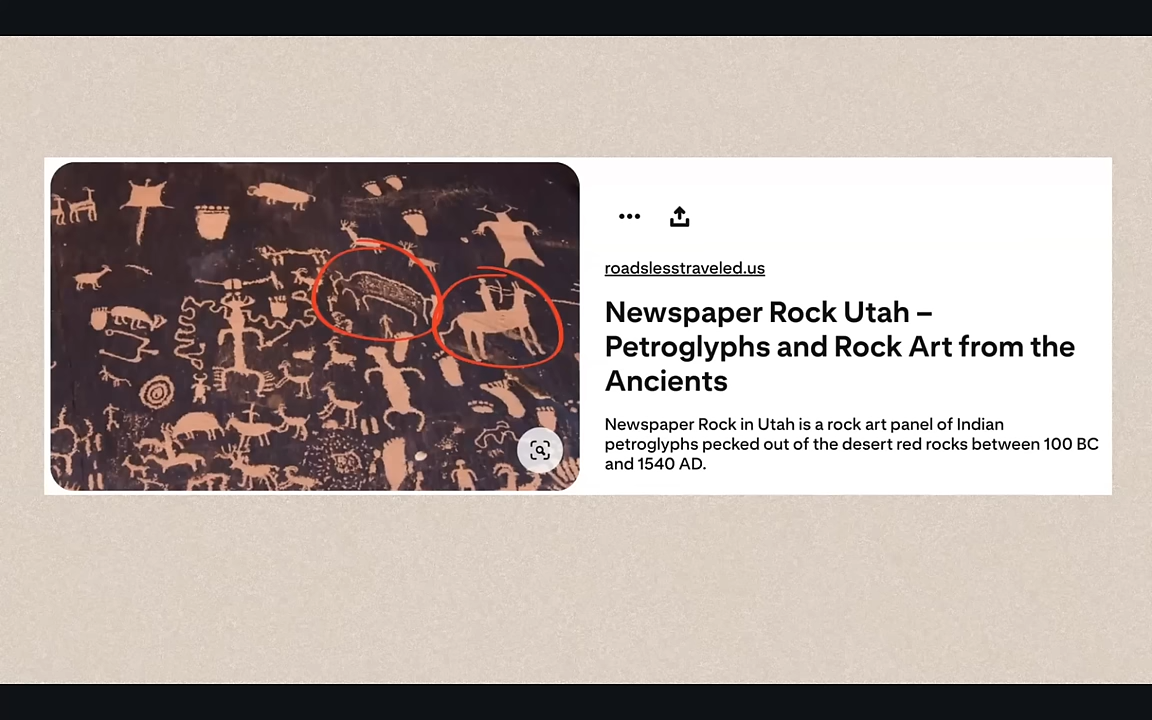 roadslesstraveled.us
Newspaper Rock Utah –
Petroglyphs and Rock Art from the
Ancients
Newspaper Rock in Utah is a rock art panel of Indian
petroglyphs pecked out of the desert red rocks between 100 BC
and 1540 AD.